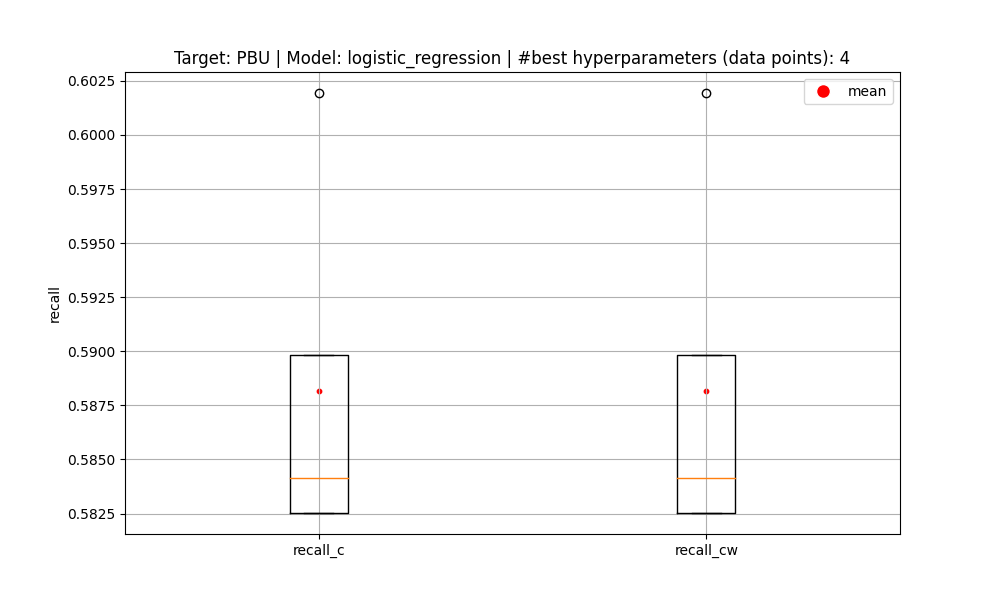 Target: PBU | Model: logistic_regression | #best hyperparameters (data points): 4
mean
recall
0.6025
0.6000
0.5975
0.5950
0.5925
0.5900
0.5875
0.5850
0.5825
recall_c
recall_cw